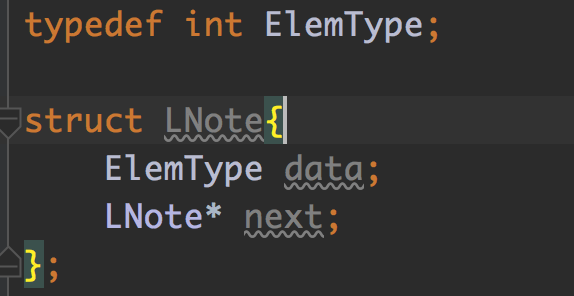 typedef int ElemType;
struct LNote{
ElemType data;
LNote* next;
};